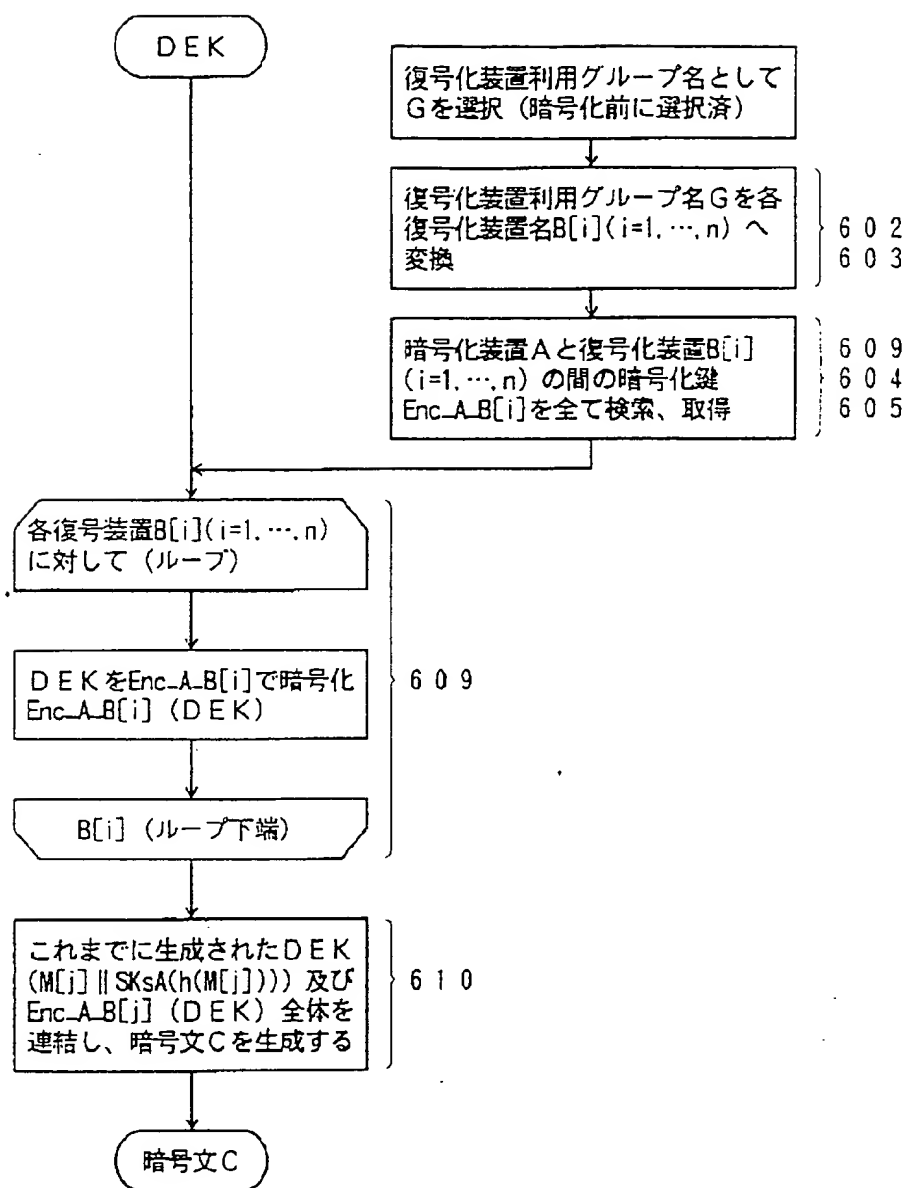 DEK
復号化装置利用グループ名として
Gを選択（暗号化前に選択済）
復号化装置利用グループ名Gを各
復号化装置名B[i](i=1,…,n) へ
変換
602
603
暗号化装置Aと復号化装置B[i]
(i=1,…,n) の間の暗号化鍵
Enc_A_B[i]を全て検索、取得
609
604
605
各復号装置B[i](i=1,…,n)
に対して（ループ）
DEKをEnc_A_B[i]で暗号化
Enc_A_B[i]（DEK）
609
B[i]（ループ下端）
これまでに生成されたDEK
(M[j]‖SKsA(h(M[j]))) 及び
Enc_A_B[j]（DEK）全体を
連結し、暗号文Cを生成する
610
暗号文C